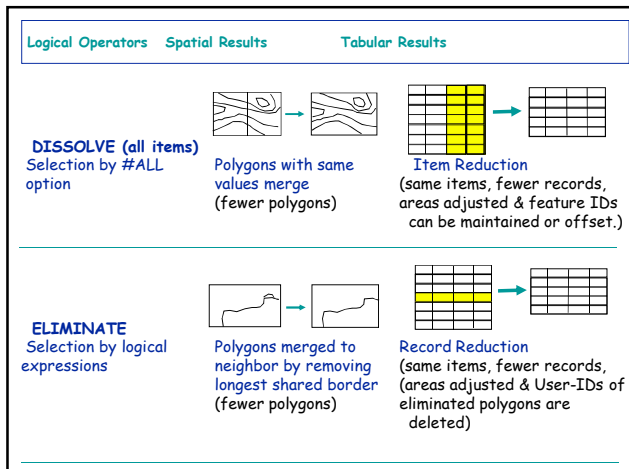 Logical Operators Spatial Results Tabular Results
DISSOLVE (all items)
Selection by #ALL
option
Polygons with same
values merge
(fewer polygons)
Item Reduction
(same items, fewer records,
areas adjusted & feature IDs
can be maintained or offset.)
ELIMINATE
Selection by logical
expressions
Polygons merged to
neighbor by removing
longest shared border
(fewer polygons)
Record Reduction
(same items, fewer records,
(areas adjusted & User-IDs of
eliminated polygons are
deleted)